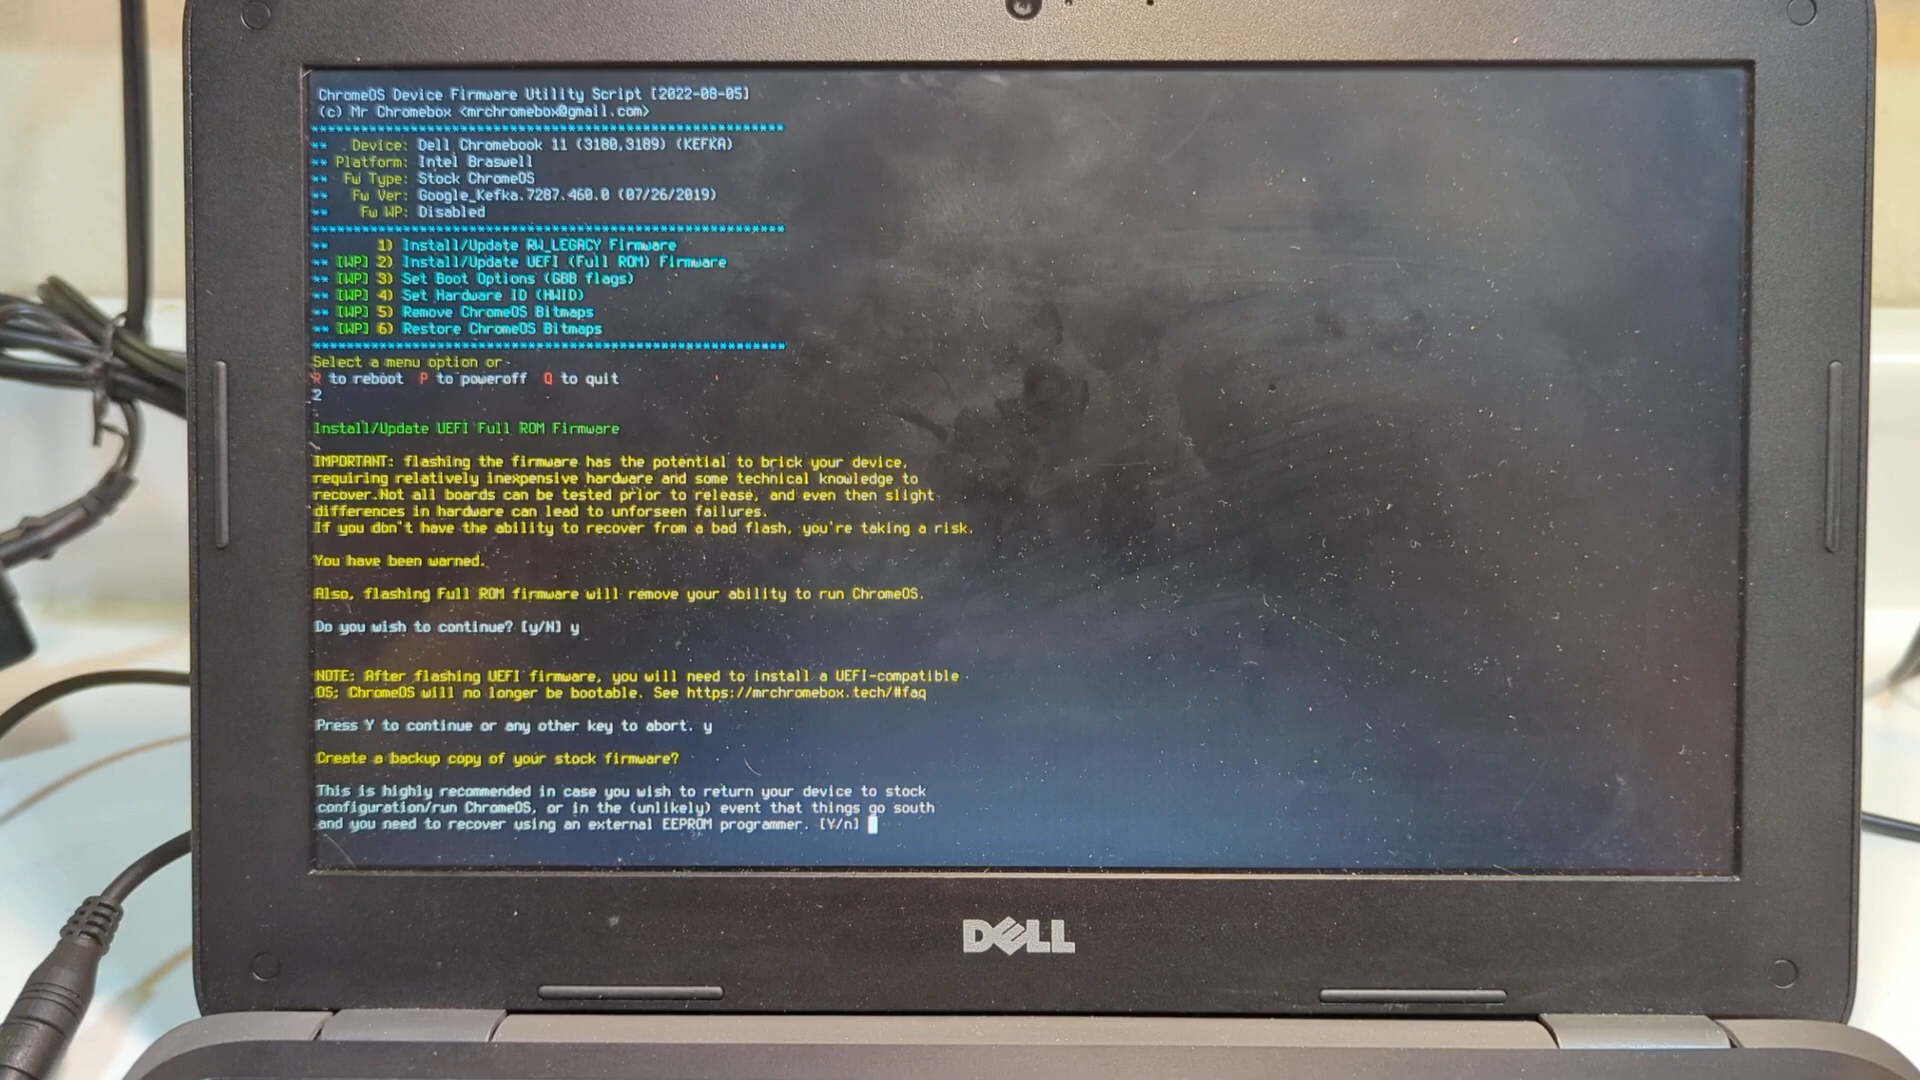 ChromeOS Device Firmware Utility Script [2022-08-05]
(c) Mr Chromebox <mrchromebox@gmail.com>
*********************************************************
** Device: Dell Chromebook 11 (3180,3189) (KEFKA)
** Platform: Intel Braswell
** Fw Type: Stock ChromeOS
** Fw Ver: Google_Kefka.7287.460.0 (07/26/2019)
** Fw WP: Disabled
*********************************************************
** 1) Install/Update RW_LEGACY Firmware
** [WP] 2) Install/Update UEFI (Full ROM) Firmware
** [WP] 3) Set Boot Options (GBB flags)
** [WP] 4) Set Hardware ID (HWID)
** [WP] 5) Remove ChromeOS Bitmaps
** [WP] 6) Restore ChromeOS Bitmaps
*********************************************************
Select a menu option or
R to reboot P to poweroff Q to quit
2
Install/Update UEFI Full ROM Firmware
IMPORTANT: flashing the firmware has the potential to brick your device,
requiring relatively inexpensive hardware and some technical knowledge to
recover.Not all boards can be tested prior to release, and even then slight
differences in hardware can lead to unforseen failures.
If you don't have the ability to recover from a bad flash, you're taking a risk.
You have been warned.
Also, flashing Full ROM firmware will remove your ability to run ChromeOS.
Do you wish to continue? [y/N] y
NOTE: After flashing UEFI firmware, you will need to install a UEFI-compatible
OS; ChromeOS will no longer be bootable. See https://mrchromebox.tech/#faq
Press Y to continue or any other key to abort. y
Create a backup copy of your stock firmware?
This is highly recommended in case you wish to return your device to stock
configuration/run ChromeOS, or in the (unlikely) event that things go south
and you need to recover using an external EEPROM programmer. [Y/n]
DELL